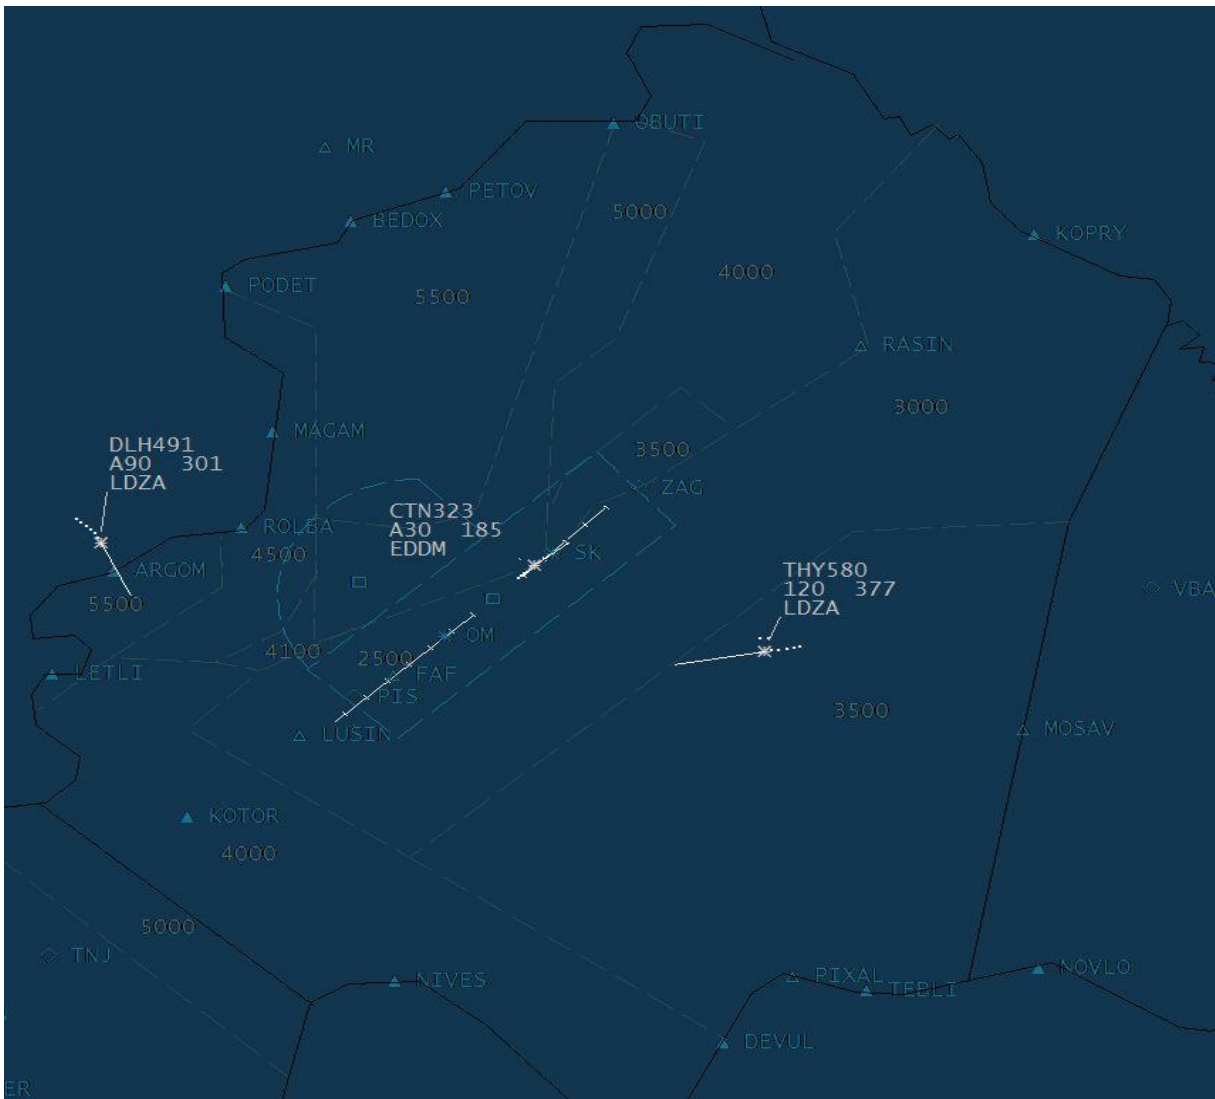 OBUTI
MR
PETOV
5000
BEDOX
KOPRY
4000
PODET
5500
RASIN
3000
MAGAM
DLH491
A90 301
LDZA
3500
ZAG
CTN323
A30 185
EDDM
ROLBA
4500
SK
ARGOM
THY580
120 377
LDZA
VBA
5500
OM
4100
2500
FAF
LETLI
PIS
3500
LUSIN
MOSAV
KOTOR
4000
5000
TNJ
NOVLO
PIXAL
NIVES
TEBLI
DEVUL
ER